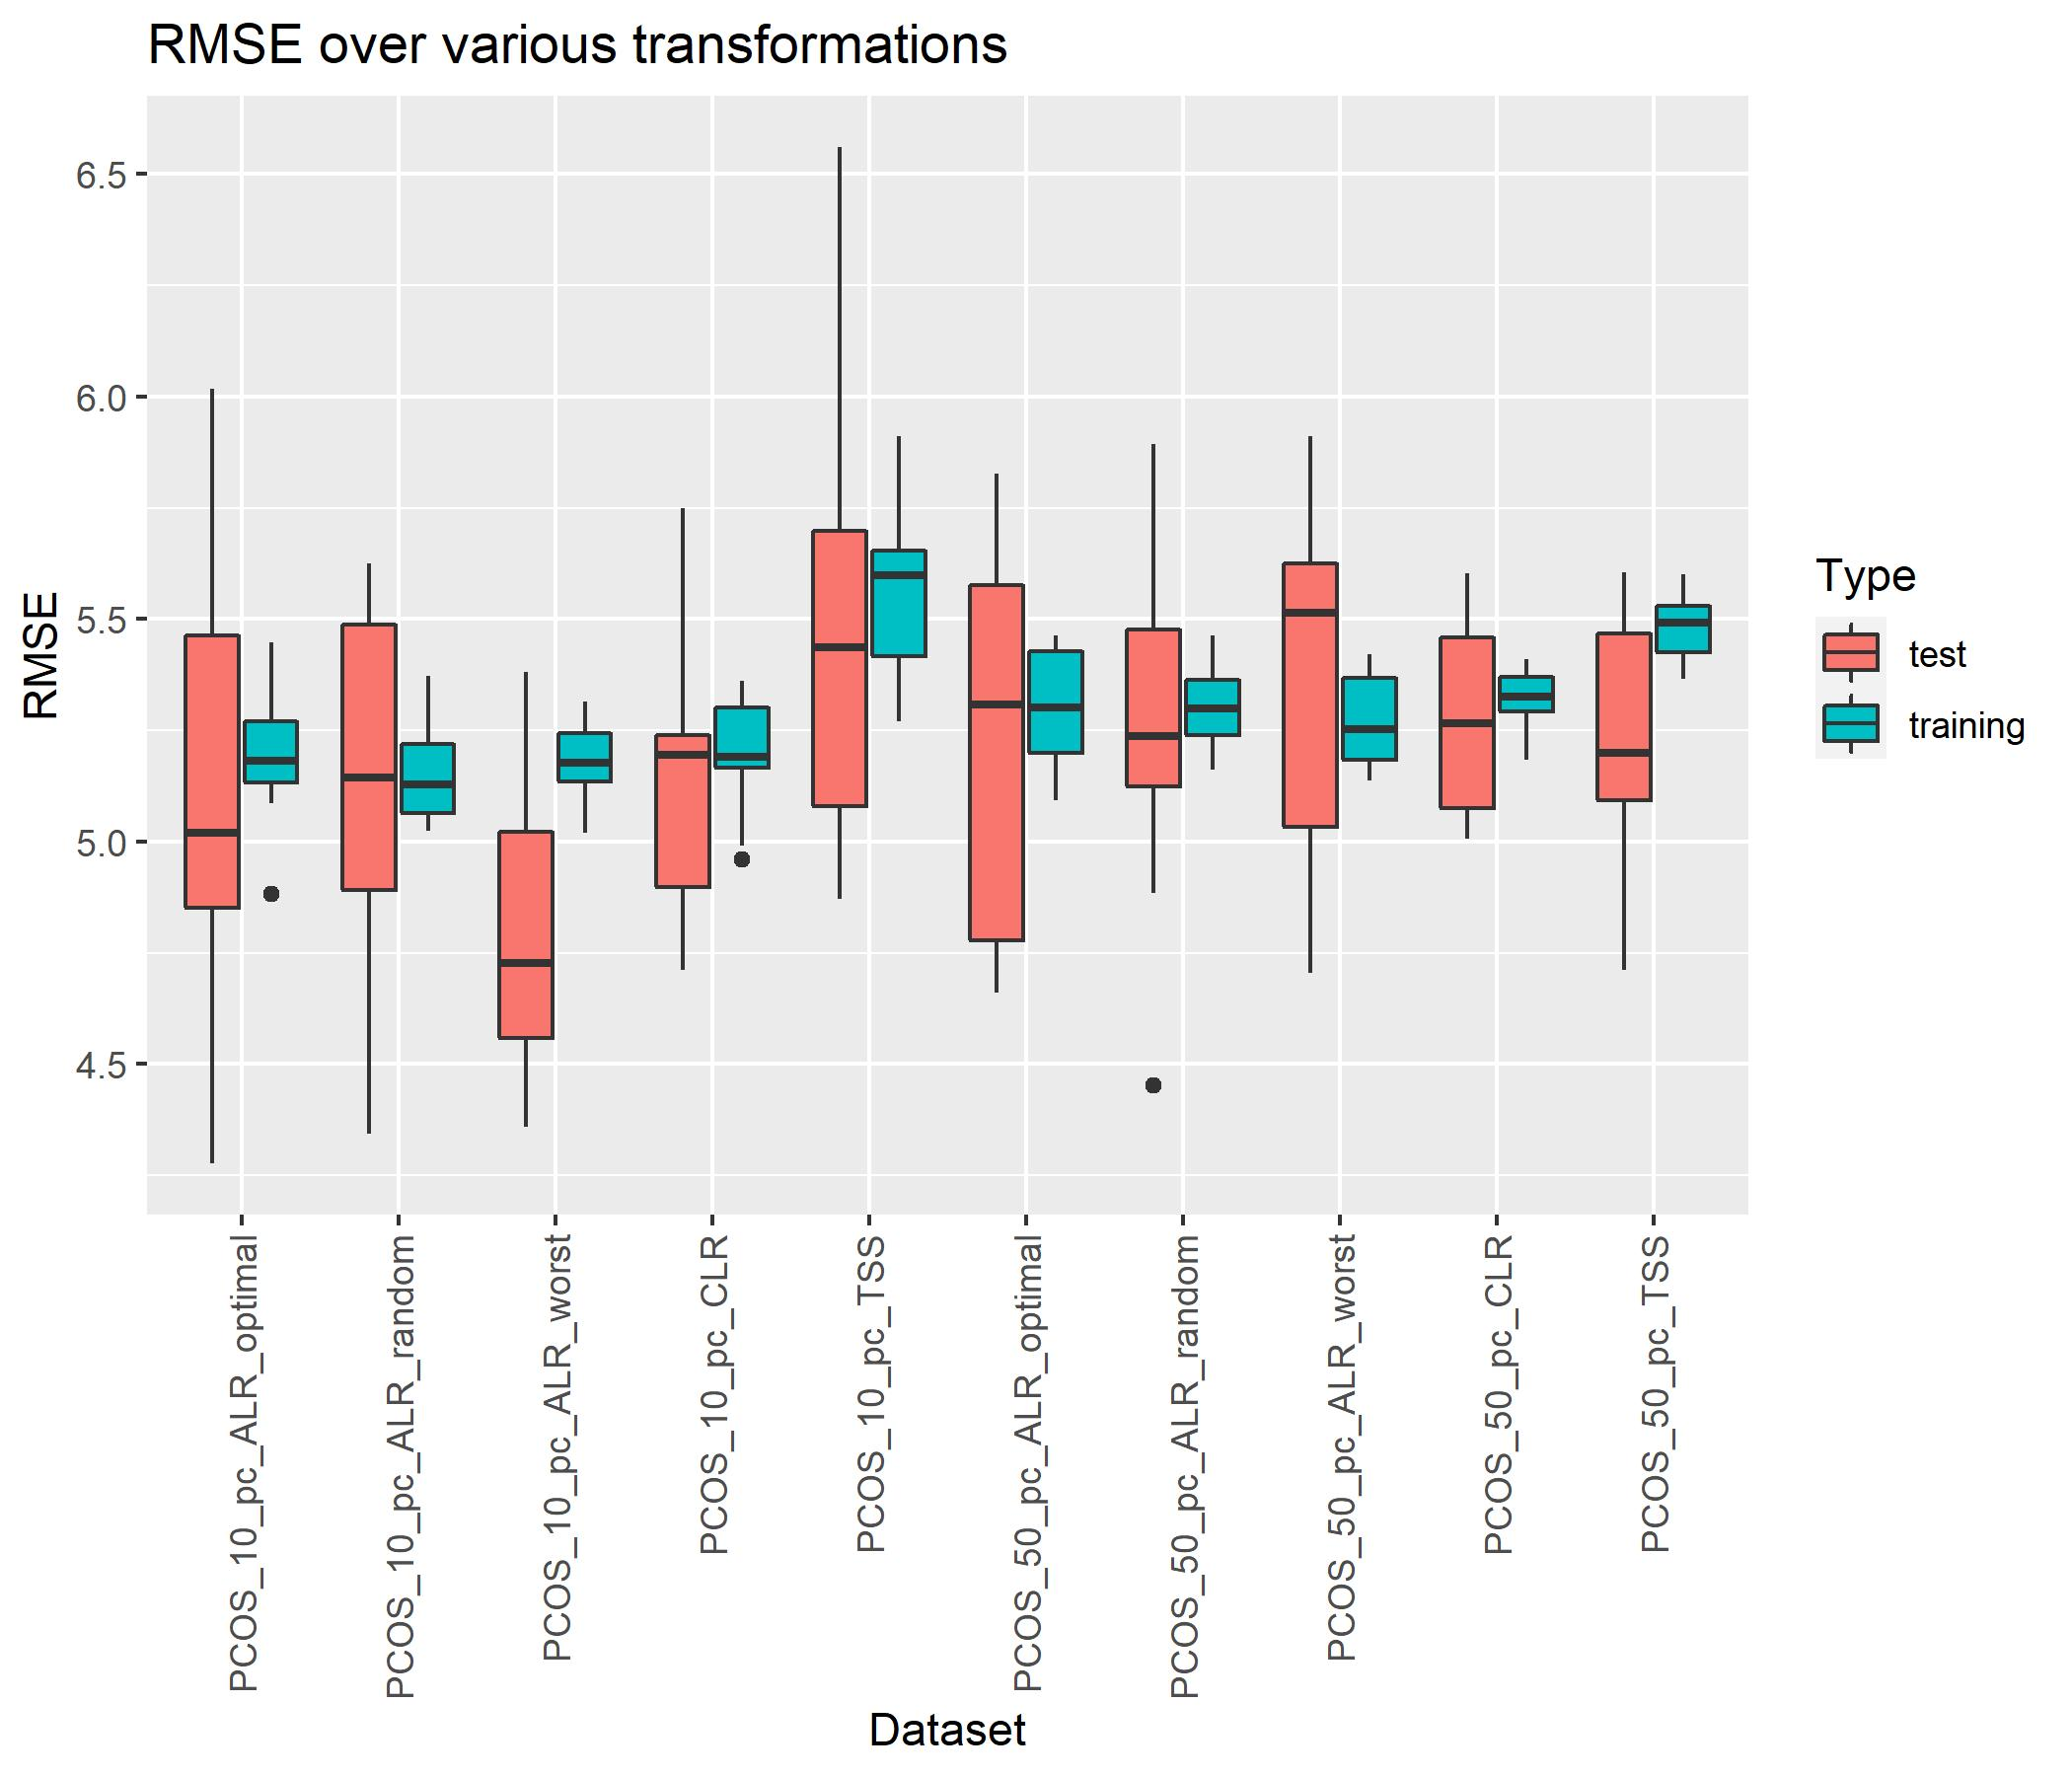 RMSE over various transformations
RMSE
6.5
6.0
5.5
5.0
4.5
PCOS_10_pc_ALR_optimal
PCOS_10_pc_ALR_random
PCOS_10_pc_ALR_worst
PCOS_10_pc_CLR
PCOS_10_pc_TSS
PCOS_50_pc_ALR_optimal
PCOS_50_pc_ALR_random
PCOS_50_pc_ALR_worst
PCOS_50_pc_CLR
PCOS_50_pc_TSS
Dataset
Type
test
training